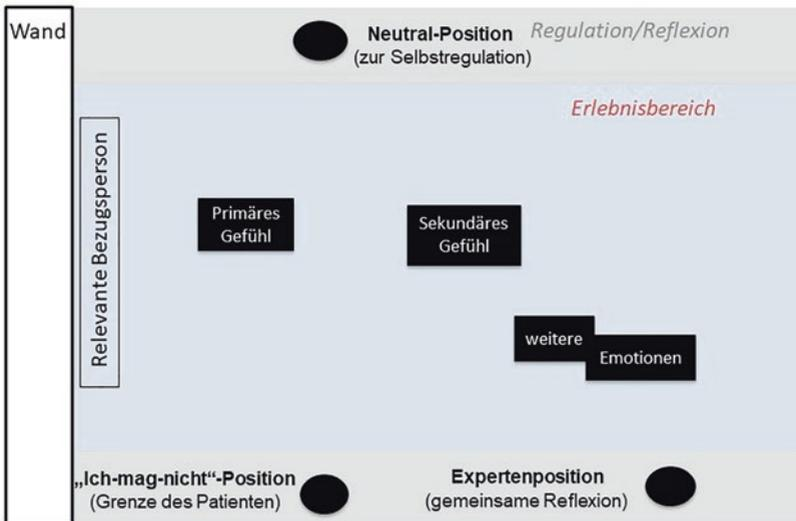 Wand
Neutral-Position
(zur Selbstregulation)
Regulation/Reflexion
Erlebnisbereich
Relevante Bezugsperson
Primäres
Gefühl
Sekundäres
Gefühl
weitere
Emotionen
„Ich-mag-nicht“-Position
(Grenze des Patienten)
Expertenposition
(gemeinsame Reflexion)